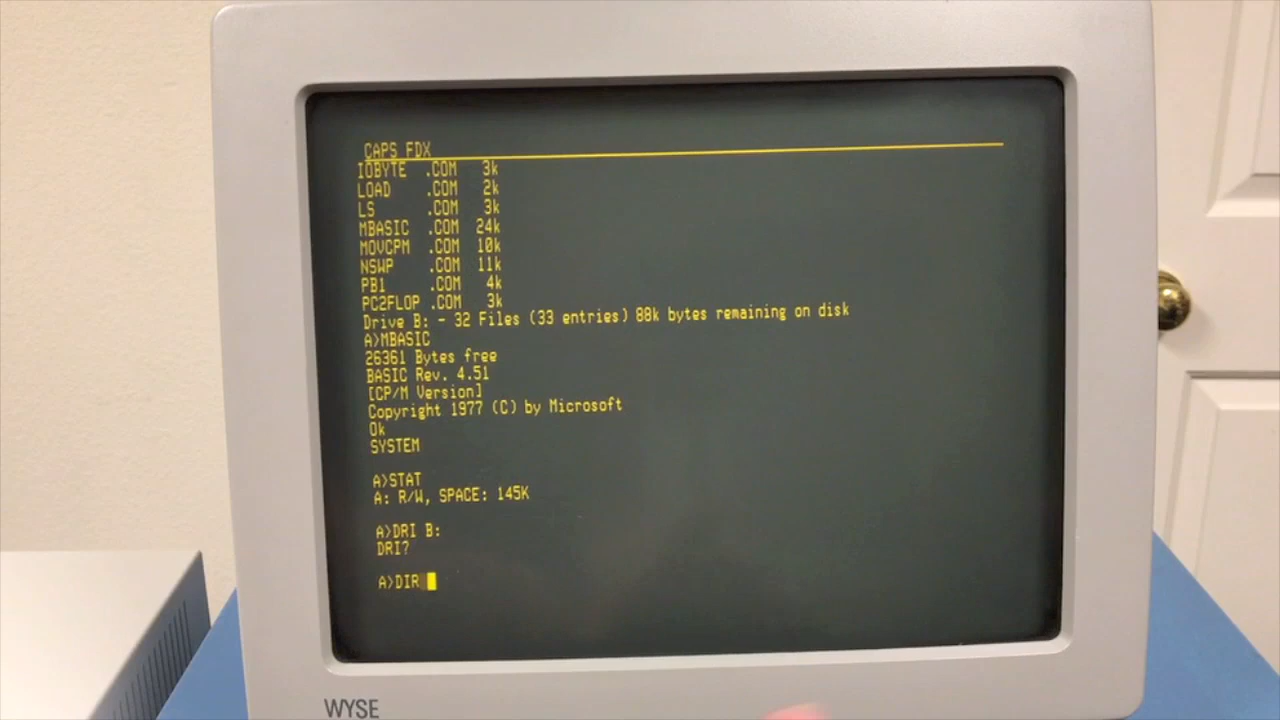 CAPS FDX
IOBYTE .COM 3k
LOAD .COM 2k
LS .COM 3k
MBASIC .COM 24k
MOVCPM .COM 10k
NSWP .COM 11k
PB1 .COM 4k
PC2FLOP .COM 3k
Drive B: - 32 Files (33 entries) 88k bytes remaining on disk
A>MBASIC
26361 Bytes free
BASIC Rev. 4.51
[CP/M Version]
Copyright 1977 (C) by Microsoft
Ok
SYSTEM
A>STAT
A: R/W, SPACE: 145K
A>DRI B:
DRI?
A>DIR
WYSE